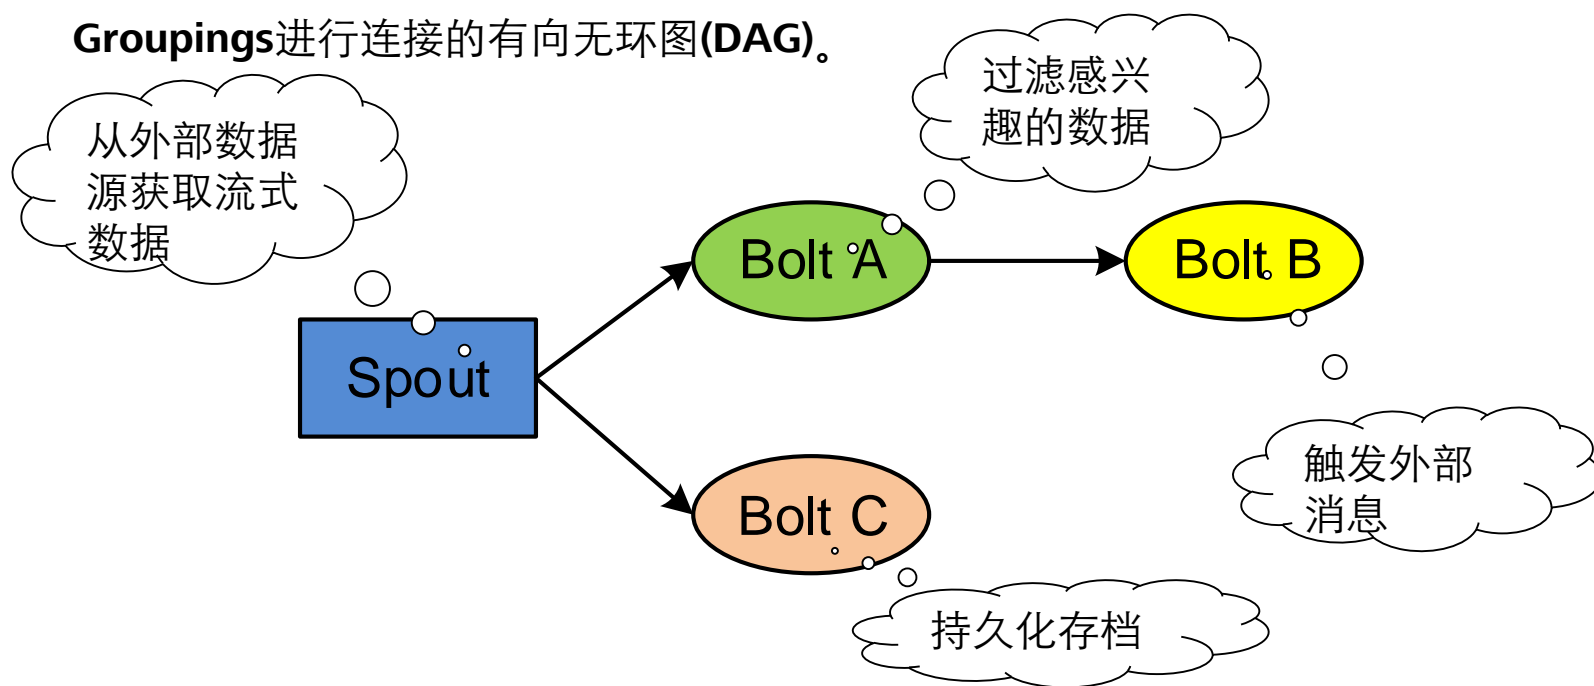 Groupings进行连接的有向无环图(DAG)。
从外部数据
源获取流式
数据
过滤感兴
趣的数据
Bolt A
Bolt B
Spout
触发外部
消息
Bolt C
持久化存档